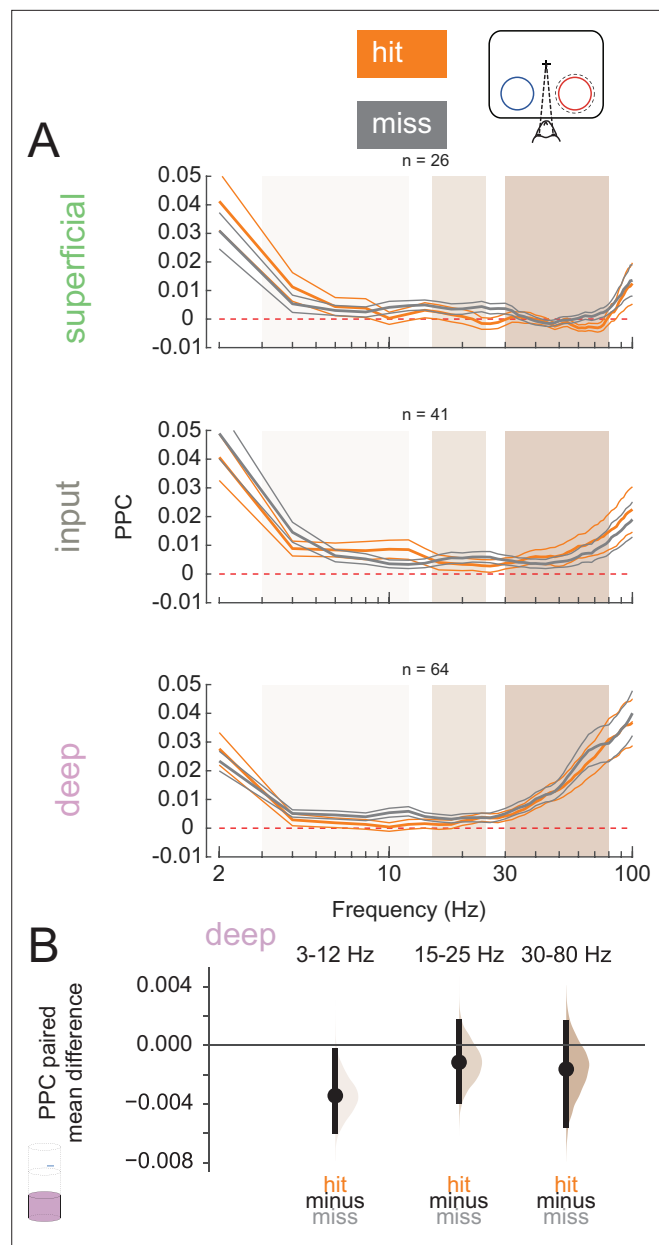 hit
miss
A
n = 26
superficial
0.05
0.04
0.03
0.02
0.01
0
-0.01
n = 41
input
PPC
0.05
0.04
0.03
0.02
0.01
0
-0.01
n = 64
deep
0.05
0.04
0.03
0.02
0.01
0
-0.01
2
10
30
100
Frequency (Hz)
B
deep
3-12 Hz
15-25 Hz
30-80 Hz
PPC paired
mean difference
0.004
0.000
−0.004
−0.008
hit
minus
miss
hit
minus
miss
hit
minus
miss